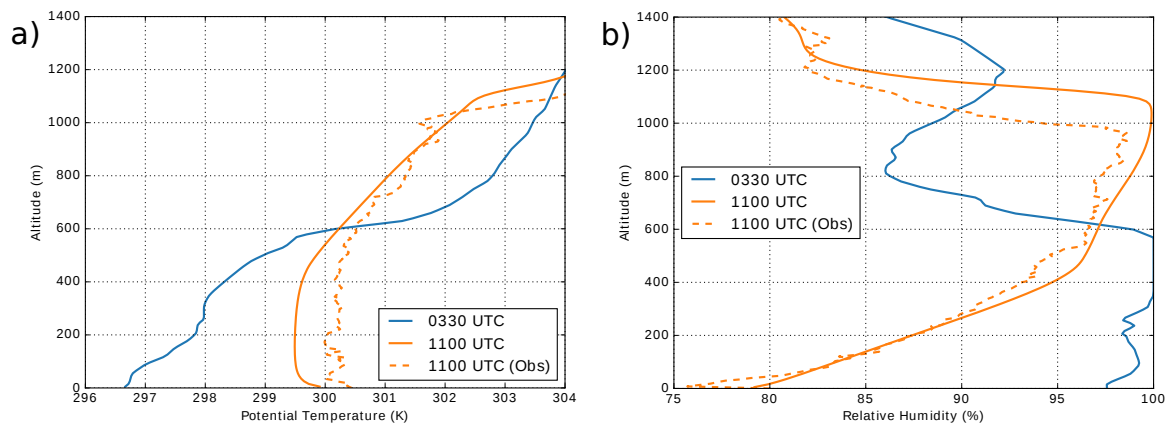 a)
1400
1200
1000
800
600
400
200
0
Altitude (m)
296 297 298 299 300 301 302 303 304
Potential Temperature (K)
0330 UTC
1100 UTC
1100 UTC (Obs)
b)
1400
1200
1000
800
600
400
200
0
Altitude (m)
75 80 85 90 95 100
Relative Humidity (%)
0330 UTC
1100 UTC
1100 UTC (Obs)